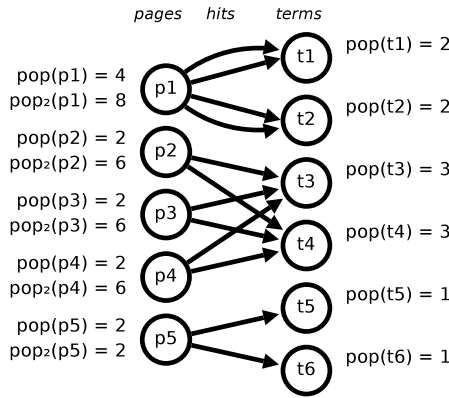 pages hits terms
t1 pop(t1) = 2
pop(p1) = 4
pop₂(p1) = 8
p1
t2 pop(t2) = 2
pop(p2) = 2
pop₂(p2) = 6
p2
t3 pop(t3) = 3
pop(p3) = 2
pop₂(p3) = 6
p3
t4 pop(t4) = 3
pop(p4) = 2
pop₂(p4) = 6
p4
t5 pop(t5) = 1
pop(p5) = 2
pop₂(p5) = 2
p5
t6 pop(t6) = 1